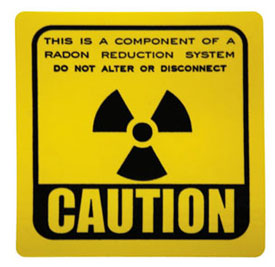 THIS IS A COMPONENT OF A
RADON REDUCTION SYSTEM
DO NOT ALTER OR DISCONNECT
CAUTION